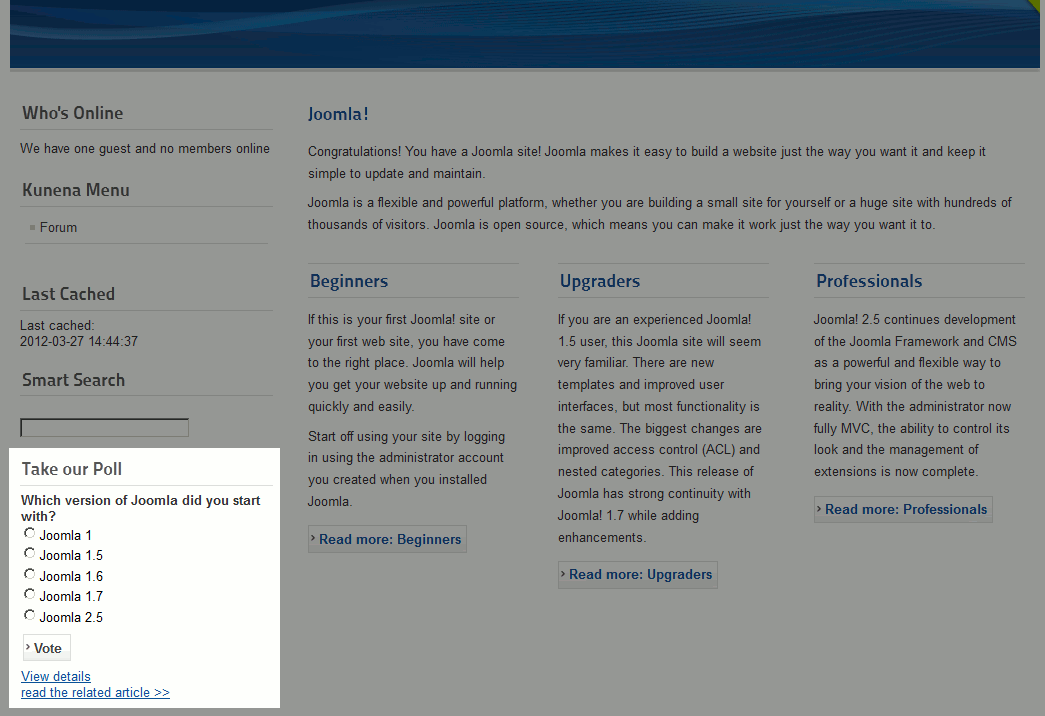 Who's Online
We have one guest and no members online
Kunena Menu
Forum
Last Cached
Last cached:
2012-03-27 14:44:37
Smart Search
Take our Poll
Which version of Joomla did you start
with?
Joomla 1
Joomla 1.5
Joomla 1.6
Joomla 1.7
Joomla 2.5
Vote
View details
read the related article >>
Joomla!
Congratulations! You have a Joomla site! Joomla makes it easy to build a website just the way you want it and keep it
simple to update and maintain.
Joomla is a flexible and powerful platform, whether you are building a small site for yourself or a huge site with hundreds of
thousands of visitors. Joomla is open source, which means you can make it work just the way you want it to.
Beginners
If this is your first Joomla! site or
your first web site, you have come
to the right place. Joomla will help
you get your website up and running
quickly and easily.
Start off using your site by logging
in using the administrator account
you created when you installed
Joomla.
Read more: Beginners
Upgraders
If you are an experienced Joomla!
1.5 user, this Joomla site will seem
very familiar. There are new
templates and improved user
interfaces, but most functionality is
the same. The biggest changes are
improved access control (ACL) and
nested categories. This release of
Joomla has strong continuity with
Joomla! 1.7 while adding
enhancements.
Read more: Upgraders
Professionals
Joomla! 2.5 continues development
of the Joomla Framework and CMS
as a powerful and flexible way to
bring your vision of the web to
reality. With the administrator now
fully MVC, the ability to control its
look and the management of
extensions is now complete.
Read more: Professionals